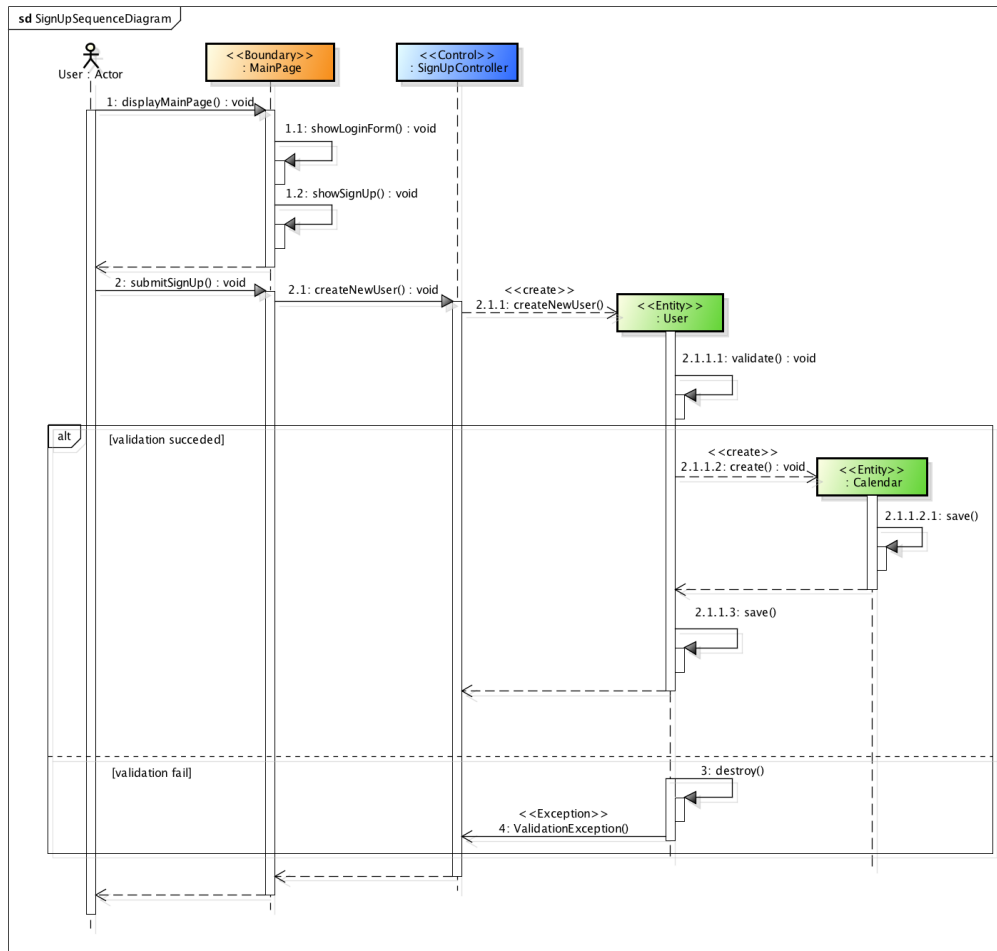 sd SignUpSequenceDiagram
User : Actor
<<Boundary>>
: MainPage
<<Control>>
: SignUpController
1: displayMainPage() : void
1.1: showLoginForm() : void
1.2: showSignUp() : void
2: submitSignUp() : void
2.1: createNewUser() : void
<<create>>
2.1.1: createNewUser()
<<Entity>>
: User
2.1.1.1: validate() : void
alt
[validation succeded]
<<create>>
2.1.1.2: create() : void
<<Entity>>
: Calendar
2.1.1.2.1: save()
2.1.1.3: save()
[validation fail]
3: destroy()
<<Exception>>
4: ValidationException()